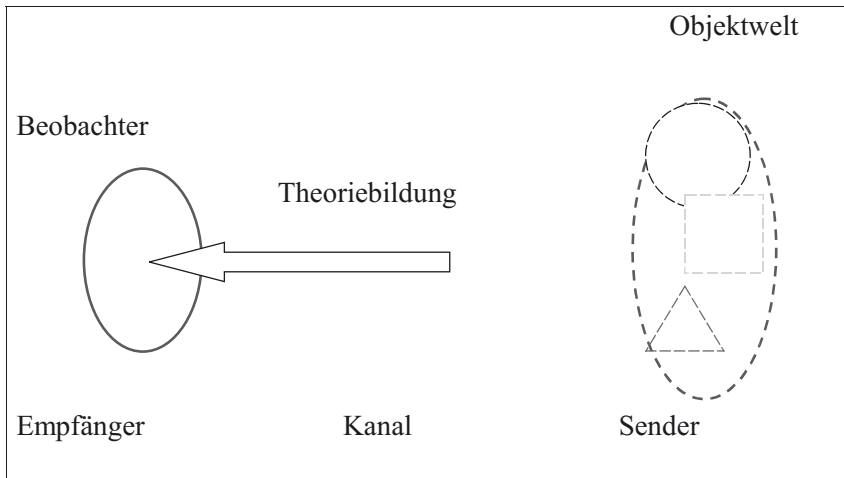 Objektwelt
Beobachter
Theoriebildung
Empfänger
Kanal
Sender